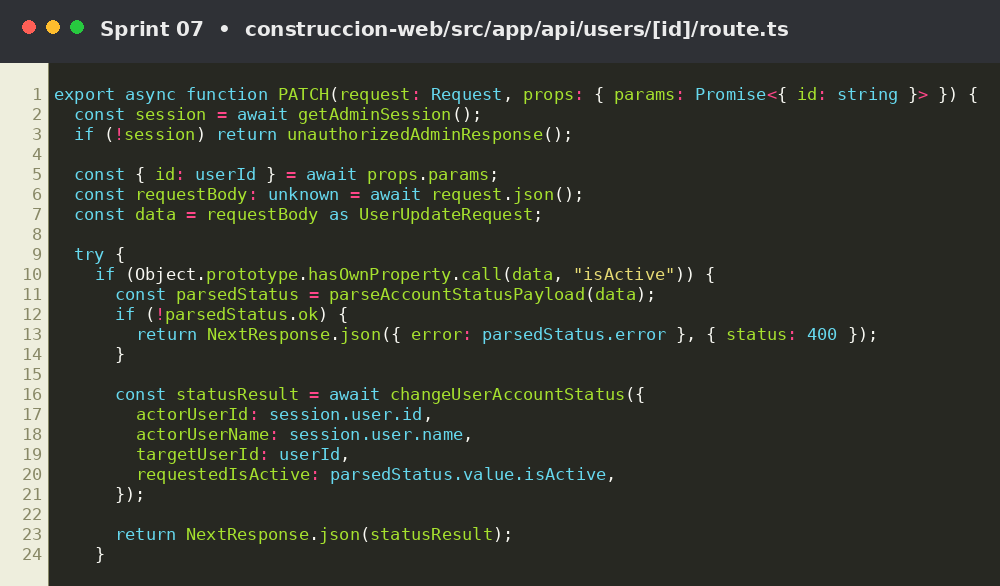 Sprint 07 • construccion-web/src/app/api/users/[id]/route.ts
1 export async function PATCH(request: Request, props: { params: Promise<{ id: string }> }) {
2   const session = await getAdminSession();
3   if (!session) return unauthorizedAdminResponse();
4
5   const { id: userId } = await props.params;
6   const requestBody: unknown = await request.json();
7   const data = requestBody as UserUpdateRequest;
8
9   try {
10     if (Object.prototype.hasOwnProperty.call(data, "isActive")) {
11       const parsedStatus = parseAccountStatusPayload(data);
12       if (!parsedStatus.ok) {
13         return NextResponse.json({ error: parsedStatus.error }, { status: 400 });
14       }
15
16       const statusResult = await changeUserAccountStatus({
17         actorUserId: session.user.id,
18         actorUserName: session.user.name,
19         targetUserId: userId,
20         requestedIsActive: parsedStatus.value.isActive,
21       });
22
23       return NextResponse.json(statusResult);
24     }